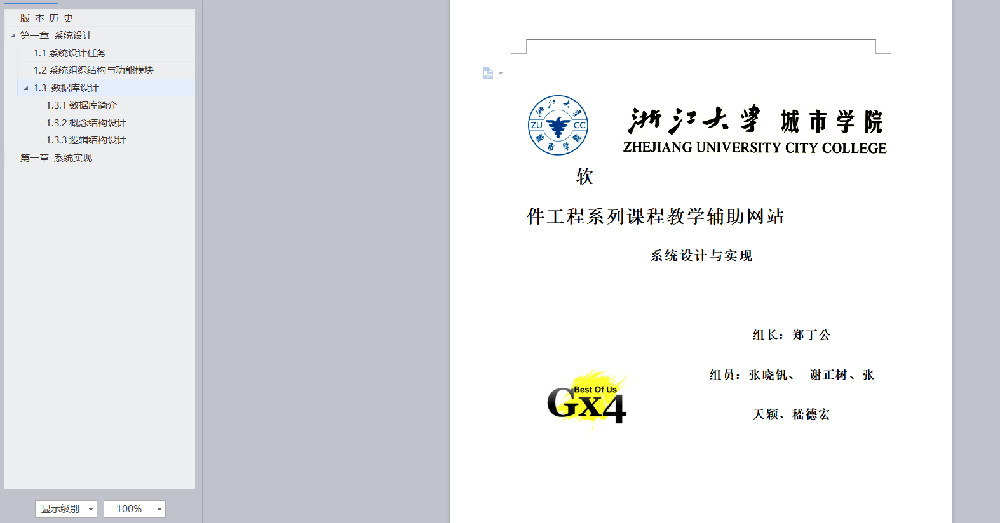 版 本 历 史
第一章 系统设计
1.1 系统设计任务
1.2 系统组织结构与功能模块
1.3 数据库设计
1.3.1 数据库简介
1.3.2 概念结构设计
1.3.3 逻辑结构设计
第一章 系统实现
显示级别
100%
浙江大学
ZU CC
城市学院
浙江大学 城市学院
ZHEJIANG UNIVERSITY CITY COLLEGE
软
件工程系列课程教学辅助网站
系统设计与实现
组长：郑丁公
组员：张晓钒、 谢正树、张
天颖、嵇德宏
Best Of Us
Gx4